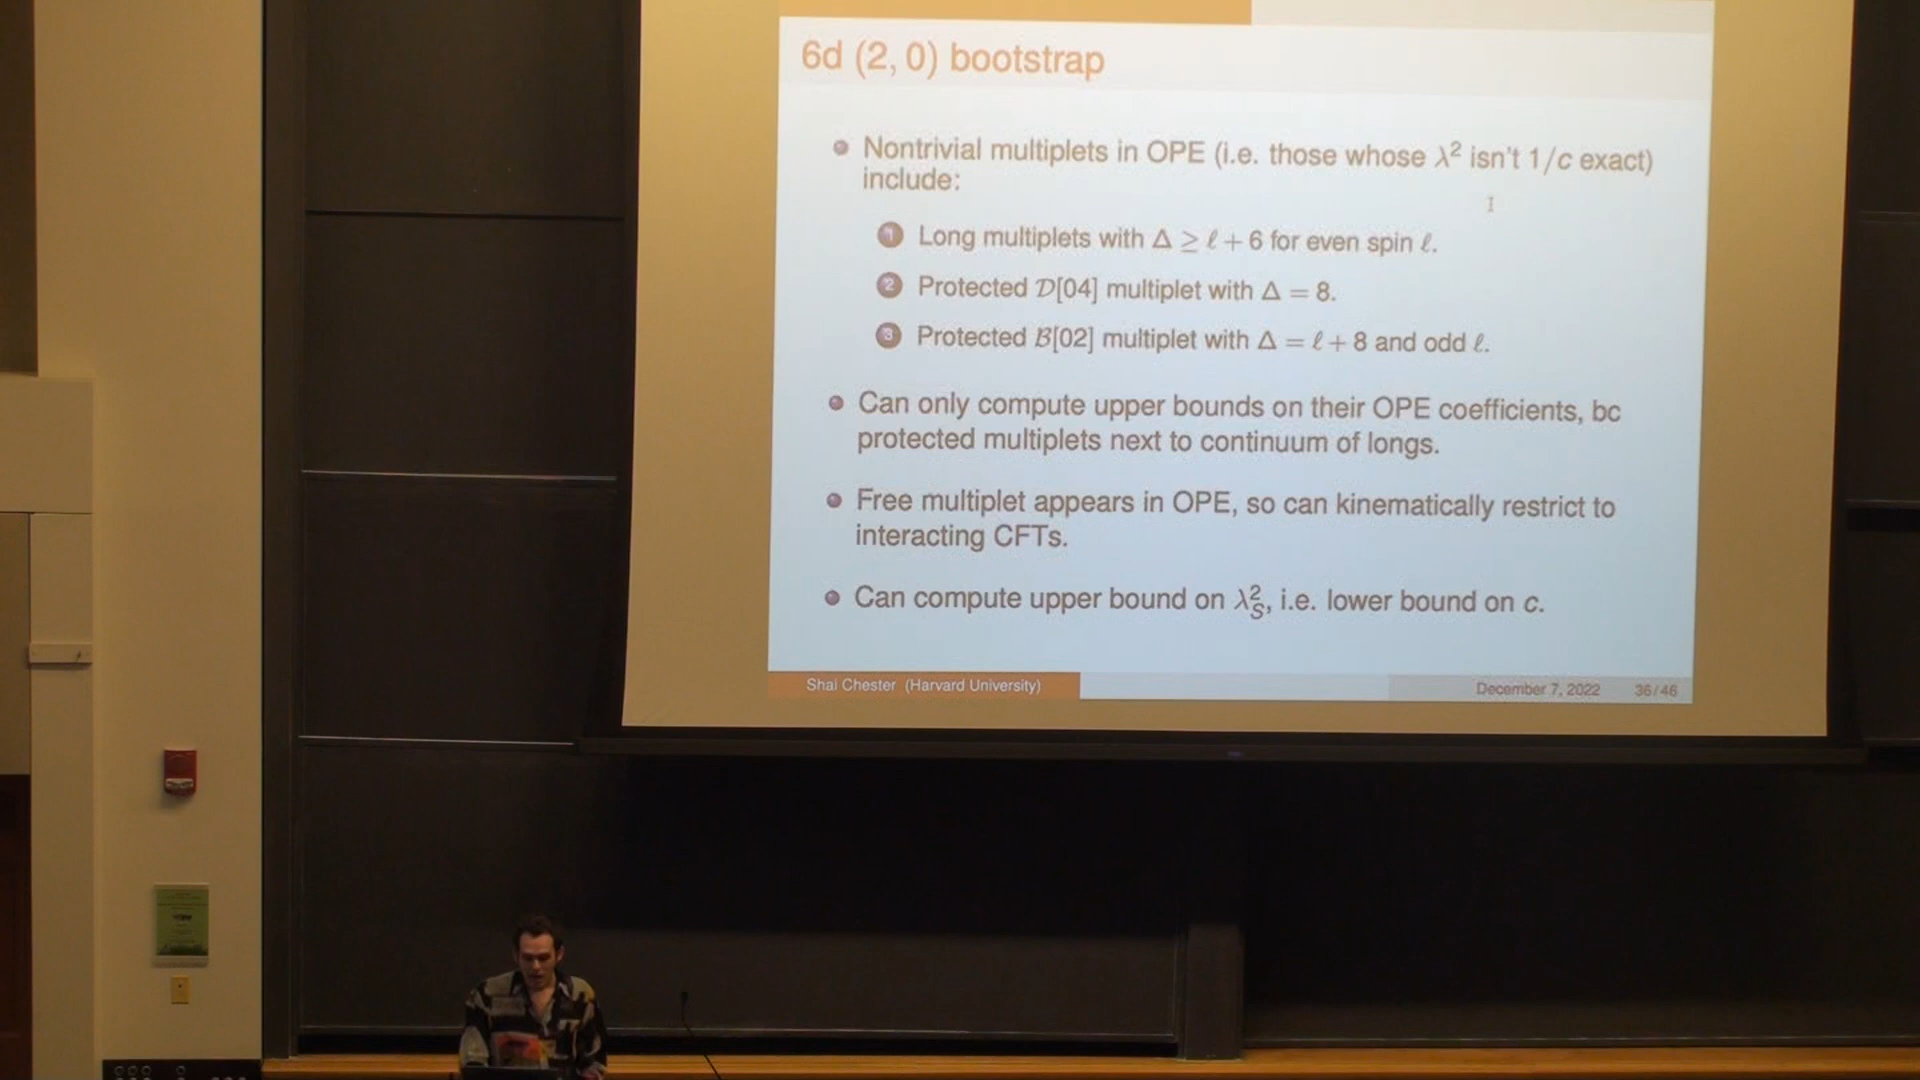 6d (2, 0) bootstrap
Nontrivial multiplets in OPE (i.e. those whose λ² isn't 1/c exact)
include:
1 Long multiplets with Δ ≥ ℓ + 6 for even spin ℓ.
2 Protected 𝒟[04] multiplet with Δ = 8.
3 Protected ℬ[02] multiplet with Δ = ℓ + 8 and odd ℓ.
Can only compute upper bounds on their OPE coefficients, bc
protected multiplets next to continuum of longs.
Free multiplet appears in OPE, so can kinematically restrict to
interacting CFTs.
Can compute upper bound on λ²_S, i.e. lower bound on c.
Shai Chester (Harvard University)
December 7, 2022 36/46